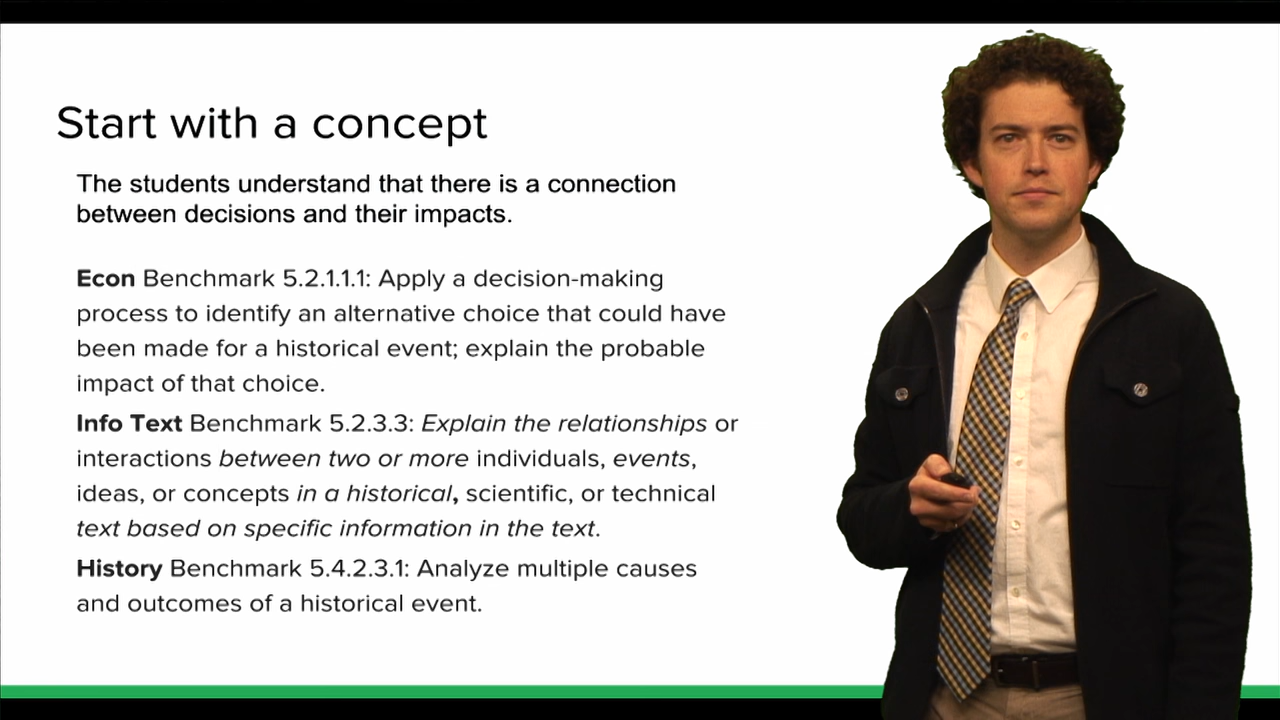 Start with a concept
The students understand that there is a connection
between decisions and their impacts.
Econ Benchmark 5.2.1.1.1: Apply a decision-making
process to identify an alternative choice that could have
been made for a historical event; explain the probable
impact of that choice.
Info Text Benchmark 5.2.3.3: Explain the relationships or
interactions between two or more individuals, events,
ideas, or concepts in a historical, scientific, or technical
text based on specific information in the text.
History Benchmark 5.4.2.3.1: Analyze multiple causes
and outcomes of a historical event.